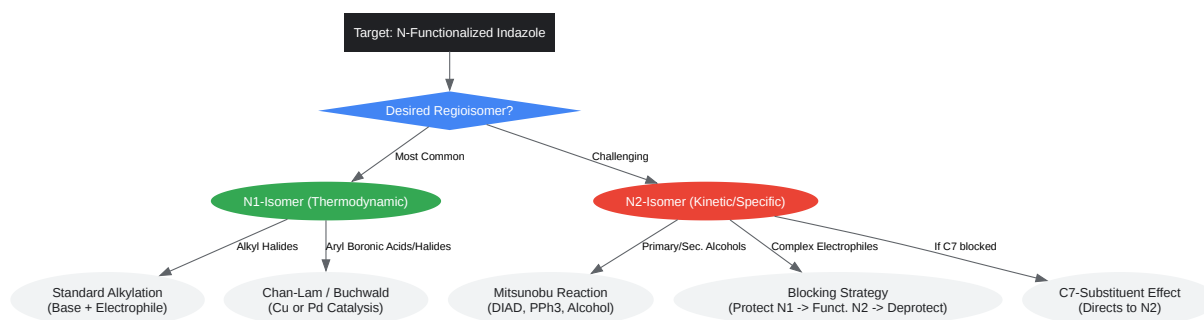 Target: N-Functionalized Indazole
Desired Regioisomer?
Most Common
Challenging
N1-Isomer (Thermodynamic)
N2-Isomer (Kinetic/Specific)
Alkyl Halides
Aryl Boronic Acids/Halides
Primary/Sec. Alcohols
Complex Electrophiles
If C7 blocked
Standard Alkylation
(Base + Electrophile)
Chan-Lam / Buchwald
(Cu or Pd Catalysis)
Mitsunobu Reaction
(DIAD, PPh3, Alcohol)
Blocking Strategy
(Protect N1 -> Funct. N2 -> Deprotect)
C7-Substituent Effect
(Directs to N2)